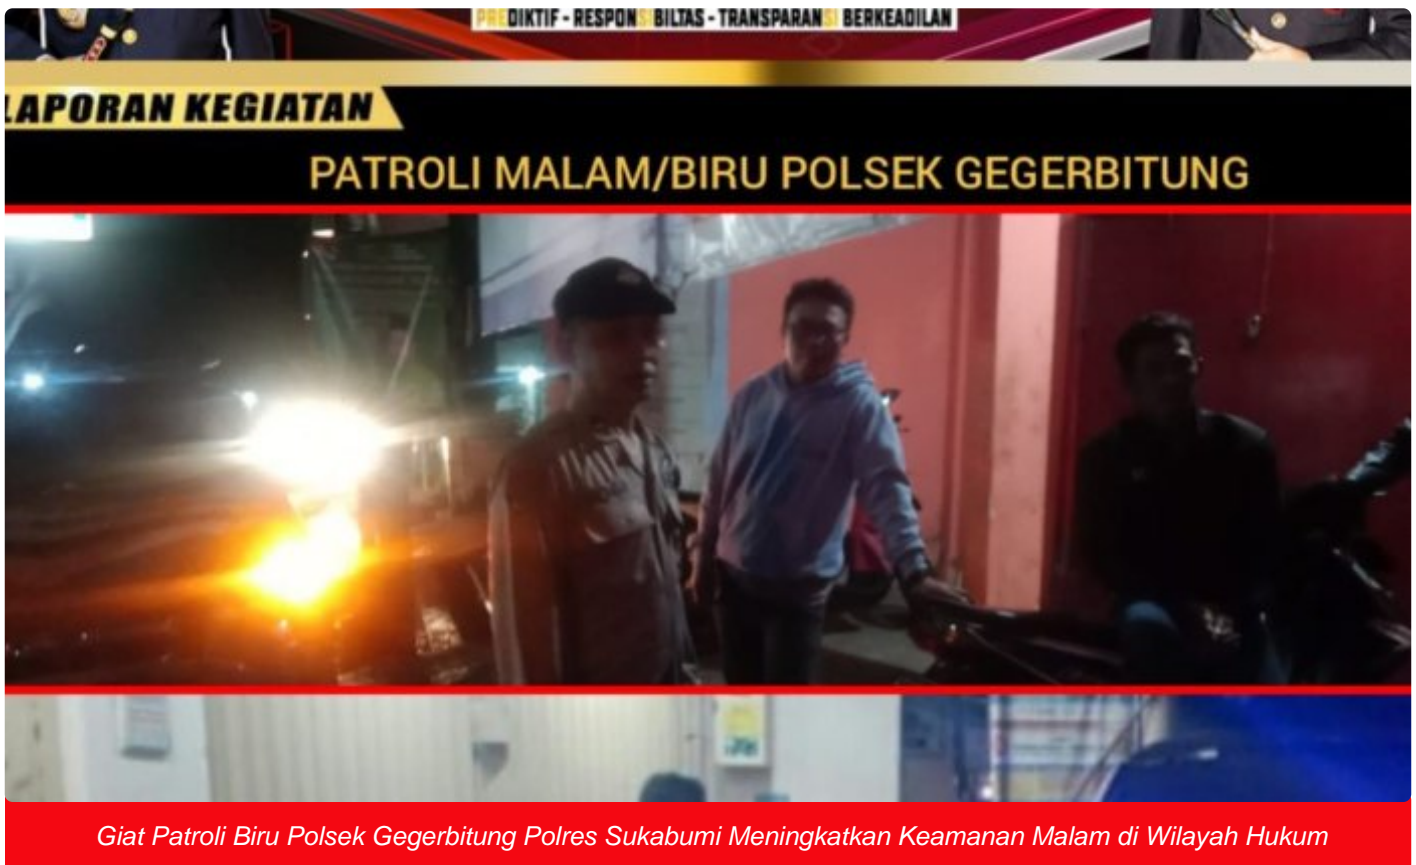 PREDIKTIF - RESPONSIBILTAS - TRANSPARANSI BERKEADILAN
LAPORAN KEGIATAN
PATROLI MALAM/BIRU POLSEK GEGERBITUNG
Giat Patroli Biru Polsek Gegerbitung Polres Sukabumi Meningkatkan Keamanan Malam di Wilayah Hukum